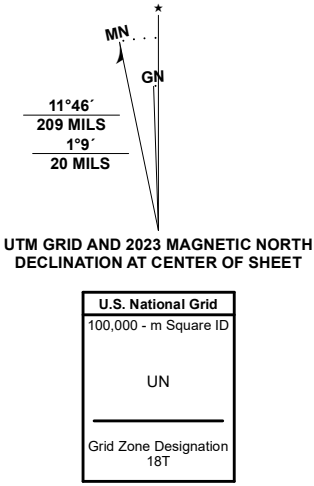 ★
MN
GN
11°46´
209 MILS
1°9´
20 MILS
UTM GRID AND 2023 MAGNETIC NORTH
DECLINATION AT CENTER OF SHEET
U.S. National Grid
100,000 - m Square ID
UN
Grid Zone Designation
18T